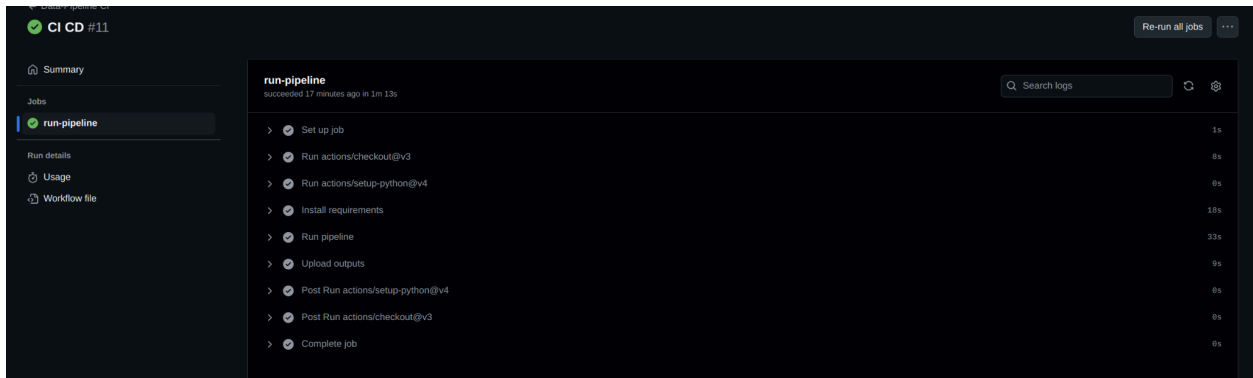 Data-Pipeline CI
CI CD #11
Re-run all jobs
Summary
Jobs
run-pipeline
Run details
Usage
Workflow file
run-pipeline
succeeded 17 minutes ago in 1m 13s
Search logs
Set up job 1s
Run actions/checkout@v3 8s
Run actions/setup-python@v4 0s
Install requirements 18s
Run pipeline 33s
Upload outputs 9s
Post Run actions/setup-python@v4 0s
Post Run actions/checkout@v3 0s
Complete job 0s